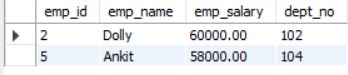 emp_id emp_name emp_salary dept_no
2 Dolly 60000.00 102
5 Ankit 58000.00 104